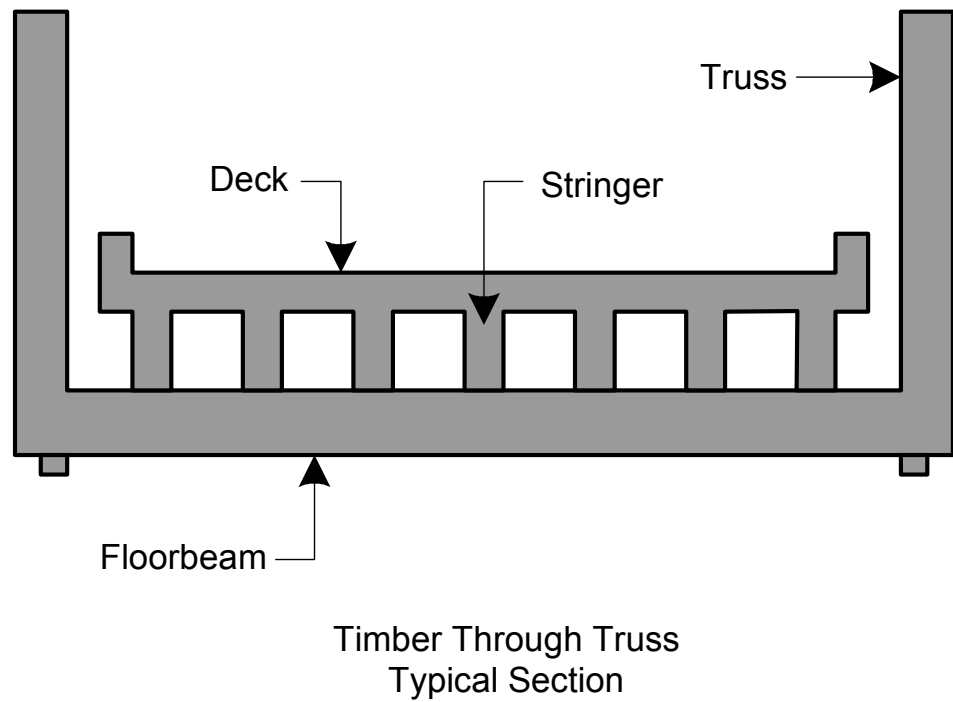 Truss
Deck
Stringer
Floorbeam
Timber Through Truss
Typical Section